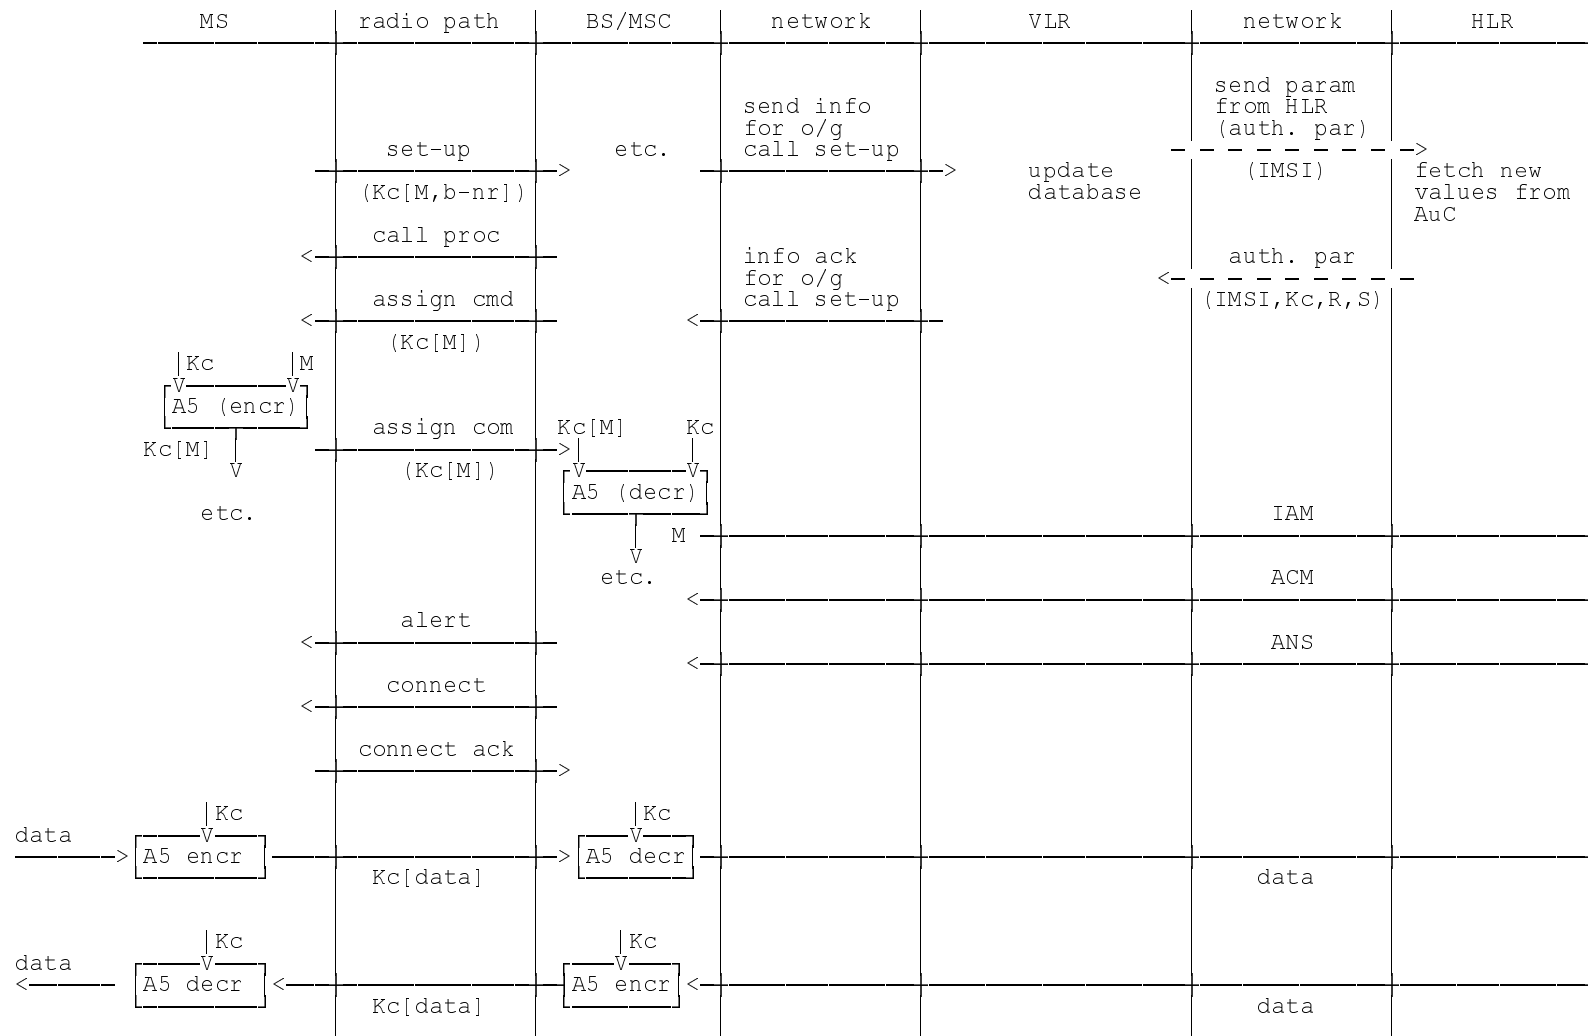 MS radio path BS/MSC network VLR network HLR
send param
send info from HLR
for o/g (auth. par)
set-up etc. call set-up
(Kc[M,b-nr]) update (IMSI) fetch new
database values from
AuC
call proc
info ack auth. par
for o/g
assign cmd call set-up (IMSI,Kc,R,S)
(Kc[M])
Kc M
A5 (encr)
assign com Kc[M] Kc
Kc[M]
V (Kc[M])
A5 (decr)
etc. IAM
M
V
etc. ACM
alert
ANS
connect
connect ack
Kc Kc
data
A5 encr A5 decr
Kc[data] data
Kc Kc
data
A5 decr A5 encr
Kc[data] data